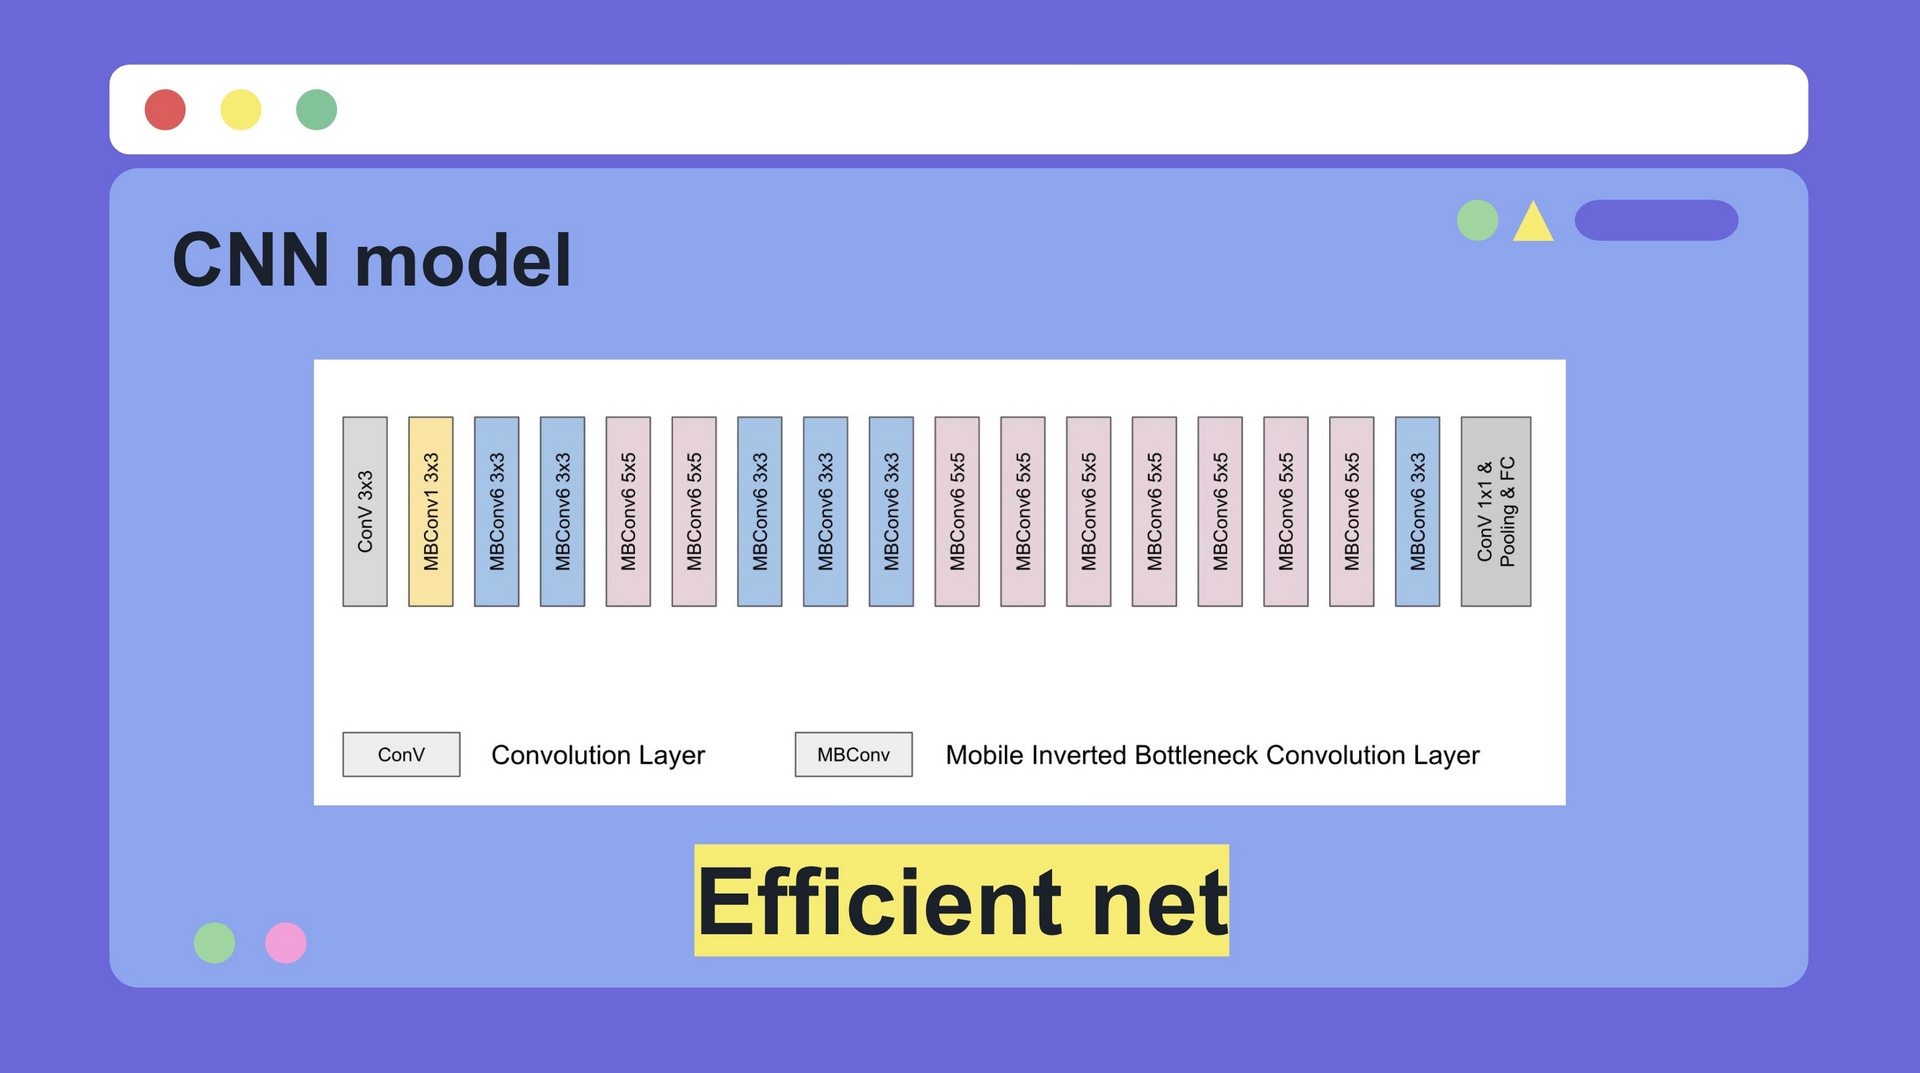 CNN model
ConV 3x3
MBConv1 3x3
MBConv6 3x3
MBConv6 3x3
MBConv6 5x5
MBConv6 5x5
MBConv6 3x3
MBConv6 3x3
MBConv6 3x3
MBConv6 5x5
MBConv6 5x5
MBConv6 5x5
MBConv6 5x5
MBConv6 5x5
MBConv6 5x5
MBConv6 5x5
MBConv6 3x3
ConV 1x1 &
Pooling & FC
ConV
Convolution Layer
MBConv
Mobile Inverted Bottleneck Convolution Layer
Efficient net